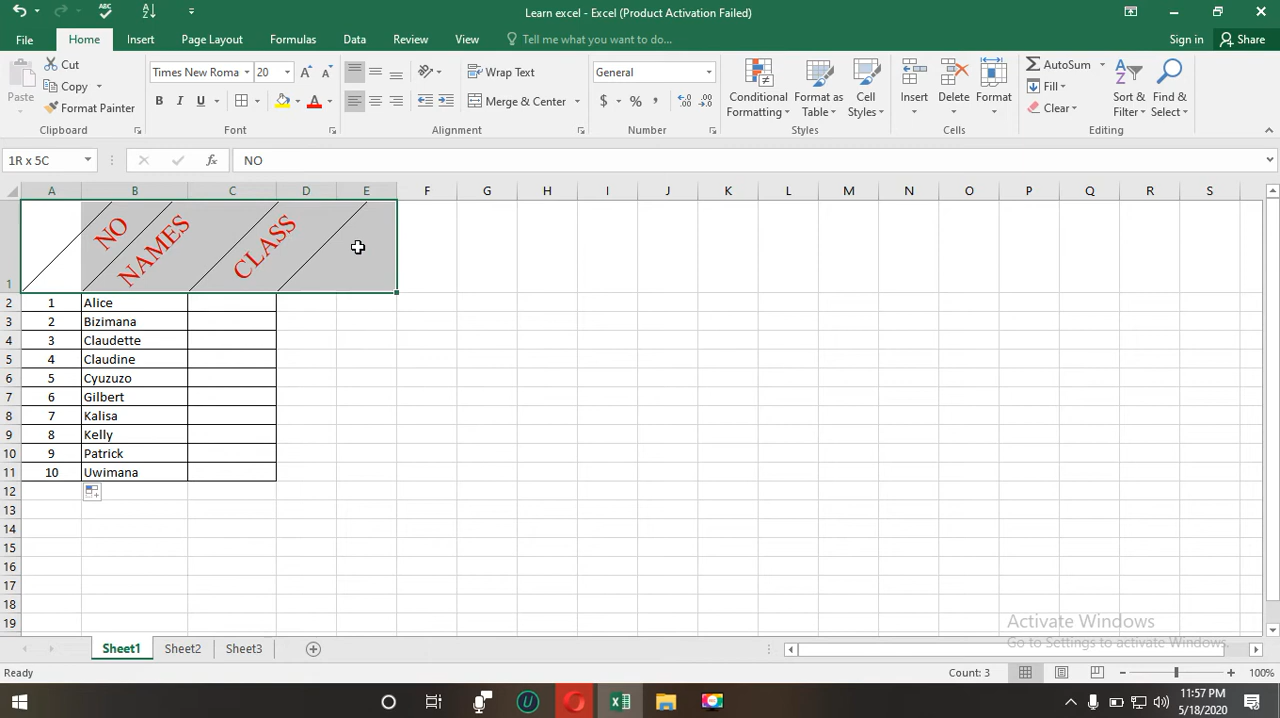 Learn excel - Excel (Product Activation Failed)
File Home Insert Page Layout Formulas Data Review View Tell me what you want to do... Sign in Share
Paste Cut Copy Format Painter Clipboard
Times New Roma 20 B I U A Font
Wrap Text Merge & Center Alignment
General $ % , Number
Conditional Formatting Format as Table Cell Styles Styles
Insert Delete Format Cells
AutoSum Fill Clear Sort & Filter Find & Select Editing
1R x 5C fx NO
A B C D E F G H I J K L M N O P Q R S
1 NO NAMES CLASS
2 1 Alice
3 2 Bizimana
4 3 Claudette
5 4 Claudine
6 5 Cyuzuzo
7 6 Gilbert
8 7 Kalisa
9 8 Kelly
10 9 Patrick
11 10 Uwimana
12
13
14
15
16
17
18
19
Activate Windows
Go to Settings to activate Windows.
Sheet1 Sheet2 Sheet3
Ready Count: 3 100%
11:57 PM
5/18/2020